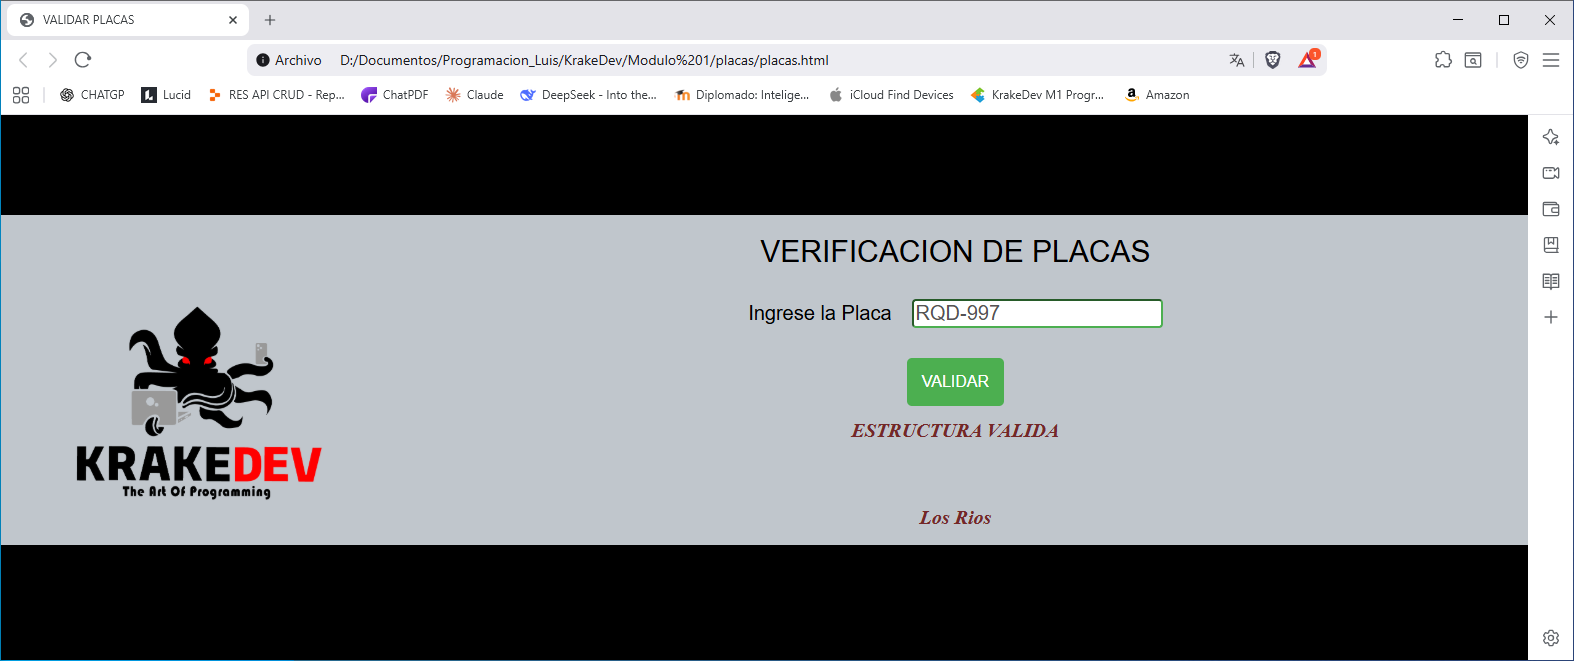 VALIDAR PLACAS
Archivo D:/Documentos/Programacion_Luis/KrakeDev/Modulo%201/placas/placas.html
1
CHATGP Lucid RES API CRUD - Rep... ChatPDF Claude DeepSeek - Into the... Diplomado: Intelige... iCloud Find Devices KrakeDev M1 Progr... Amazon
VERIFICACION DE PLACAS
Ingrese la Placa RQD-997
VALIDAR
ESTRUCTURA VALIDA
Los Rios
KRAKEDEV
The Art Of Programming